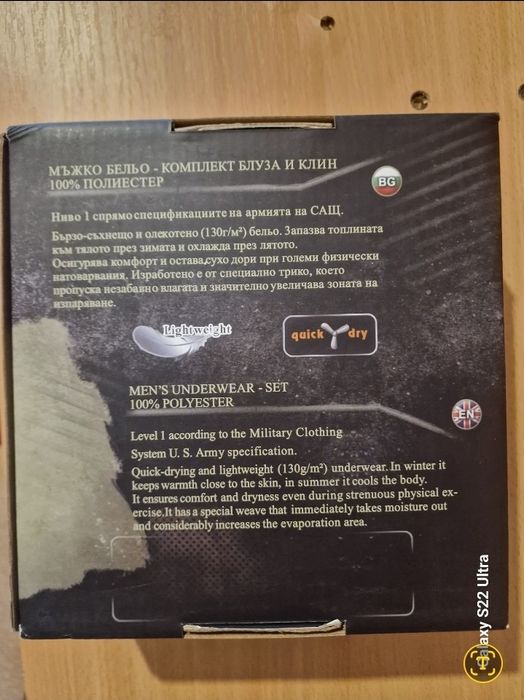 МЪЖКО БЕЛЬО - КОМПЛЕКТ БЛУЗА И КЛИН
100% ПОЛИЕСТЕР
BG
Ниво 1 спрямо спецификациите на армията на САЩ.
Бързо-съхнещо и олекотено (130г/м²) бельо. Запазва топлината
към тялото през зимата и охлажда през лятото.
Осигурява комфорт и остава,сухо дори при големи физически
натоварвания. Изработено е от специално трико, което
пропуска незабавно влагата и значително увеличава зоната на
изпаряване.
Lightweight
quick dry
MEN'S UNDERWEAR - SET
100% POLYESTER
EN
Level 1 according to the Military Clothing
System U. S. Army specification.
Quick-drying and lightweight (130g/m²) underwear. In winter it
keeps warmth close to the skin, in summer it cools the body.
It ensures comfort and dryness even during strenuous physical ex-
ercise.It has a special weave that immediately takes moisture out
and considerably increases the evaporation area.
S22 Ultra